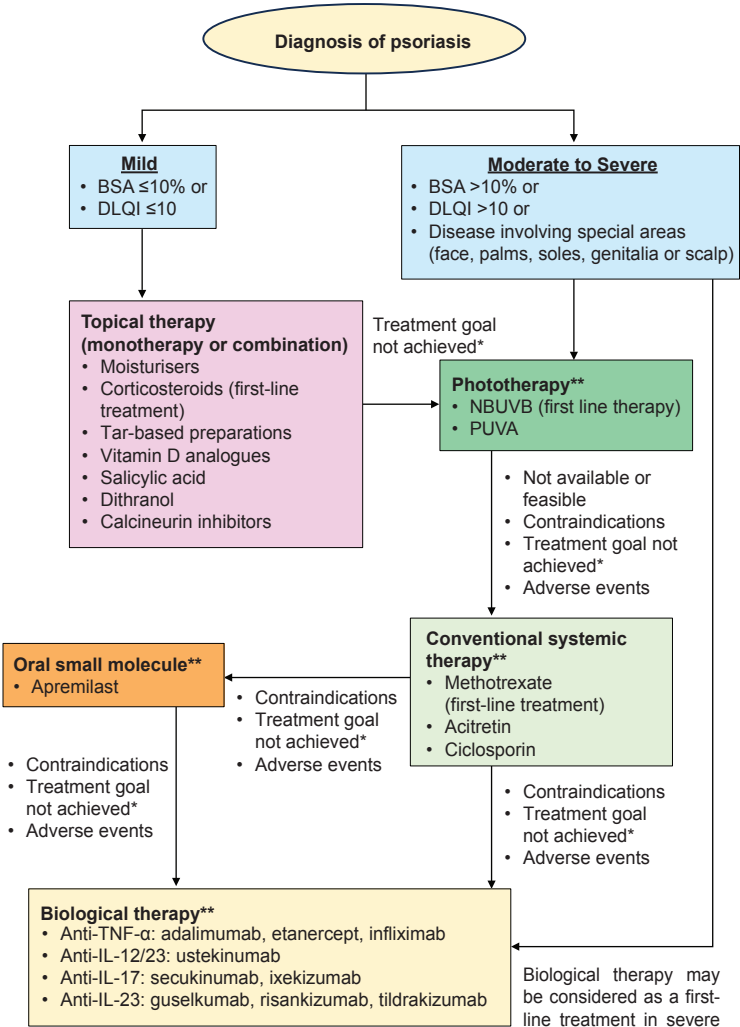 Diagnosis of psoriasis
Mild
• BSA ≤10% or
• DLQI ≤10
Moderate to Severe
• BSA >10% or
• DLQI >10 or
• Disease involving special areas
(face, palms, soles, genitalia or scalp)
Topical therapy
(monotherapy or combination)
• Moisturisers
• Corticosteroids (first-line
treatment)
• Tar-based preparations
• Vitamin D analogues
• Salicylic acid
• Dithranol
• Calcineurin inhibitors
Treatment goal
not achieved*
Phototherapy**
• NBUVB (first line therapy)
• PUVA
• Not available or
feasible
• Contraindications
• Treatment goal not
achieved*
• Adverse events
Conventional systemic
therapy**
• Methotrexate
(first-line treatment)
• Acitretin
• Ciclosporin
Oral small molecule**
• Apremilast
• Contraindications
• Treatment goal
not achieved*
• Adverse events
• Contraindications
• Treatment goal
not achieved*
• Adverse events
• Contraindications
• Treatment goal
not achieved*
• Adverse events
Biological therapy**
• Anti-TNF-α: adalimumab, etanercept, infliximab
• Anti-IL-12/23: ustekinumab
• Anti-IL-17: secukinumab, ixekizumab
• Anti-IL-23: guselkumab, risankizumab, tildrakizumab
Biological therapy may
be considered as a first-
line treatment in severe